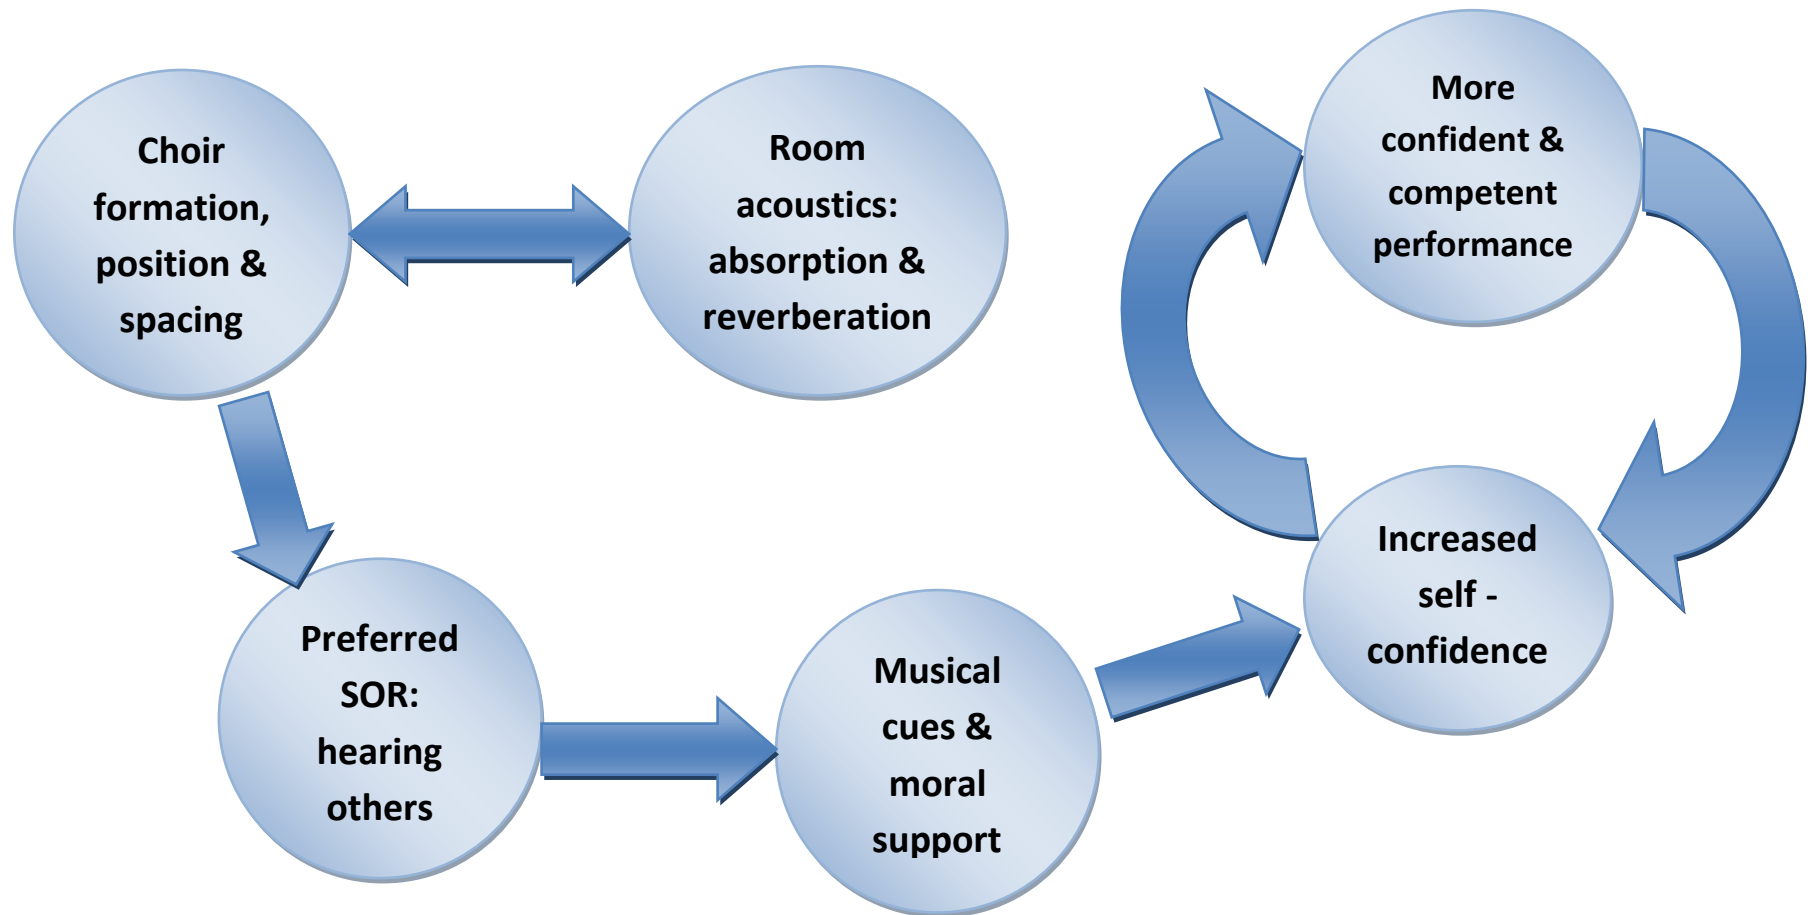 Choir
formation,
position &
spacing
Room
acoustics:
absorption &
reverberation
More
confident &
competent
performance
Preferred
SOR:
hearing
others
Musical
cues &
moral
support
Increased
self -
confidence